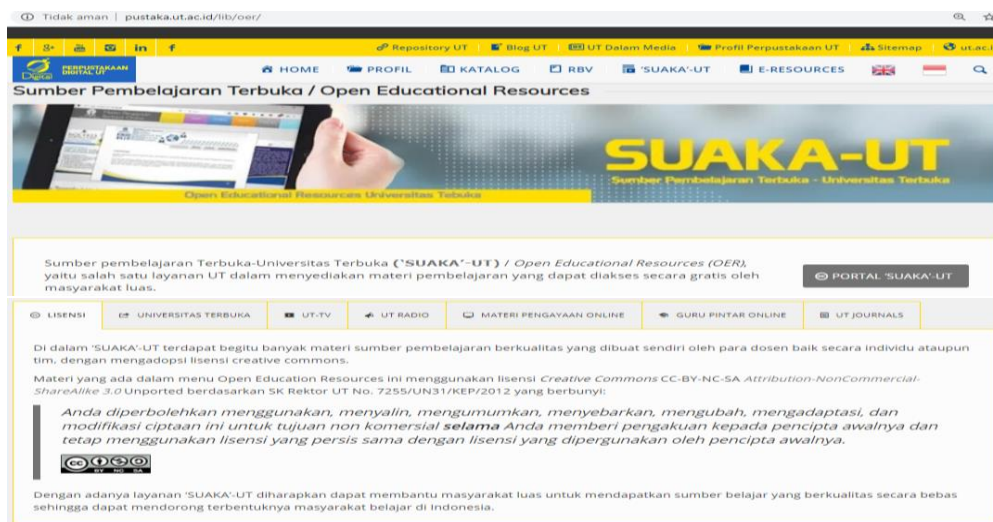 Tidak aman | pustaka.ut.ac.id/lib/oer/
f 8+ in f Repository UT Blog UT UT Dalam Media Profil Perpustakaan UT Sitemap ut.ac.i
Digital PERPUSTAKAAN DIGITAL UT HOME PROFIL KATALOG RBV 'SUAKA'-UT E-RESOURCES
Sumber Pembelajaran Terbuka / Open Educational Resources
SUAKA-UT
Sumber Pembelajaran Terbuka - Universitas Terbuka
Open Educational Resources Universitas Tebuka
Sumber pembelajaran Terbuka-Universitas Terbuka ('SUAKA'-UT) / Open Educational Resources (OER),
yaitu salah satu layanan UT dalam menyediakan materi pembelajaran yang dapat diakses secara gratis oleh
masyarakat luas.
PORTAL 'SUAKA'-UT
LISENSI UNIVERSITAS TERBUKA UT-TV UT RADIO MATERI PENGAYAAN ONLINE GURU PINTAR ONLINE UT JOURNALS
Di dalam 'SUAKA'-UT terdapat begitu banyak materi sumber pembelajaran berkualitas yang dibuat sendiri oleh para dosen baik secara individu ataupun
tim, dengan mengadopsi lisensi creative commons.
Materi yang ada dalam menu Open Education Resources ini menggunakan lisensi Creative Commons CC-BY-NC-SA Attribution-NonCommercial-
ShareAlike 3.0 Unported berdasarkan SK Rektor UT No. 7255/UN31/KEP/2012 yang berbunyi:
Anda diperbolehkan menggunakan, menyalin, mengumumkan, menyebarkan, mengubah, mengadaptasi, dan
modifikasi ciptaan ini untuk tujuan non komersial selama Anda memberi pengakuan kepada pencipta awalnya dan
tetap menggunakan lisensi yang persis sama dengan lisensi yang dipergunakan oleh pencipta awalnya.
cc BY NC SA
Dengan adanya layanan 'SUAKA'-UT diharapkan dapat membantu masyarakat luas untuk mendapatkan sumber belajar yang berkualitas secara bebas
sehingga dapat mendorong terbentuknya masyarakat belajar di Indonesia.